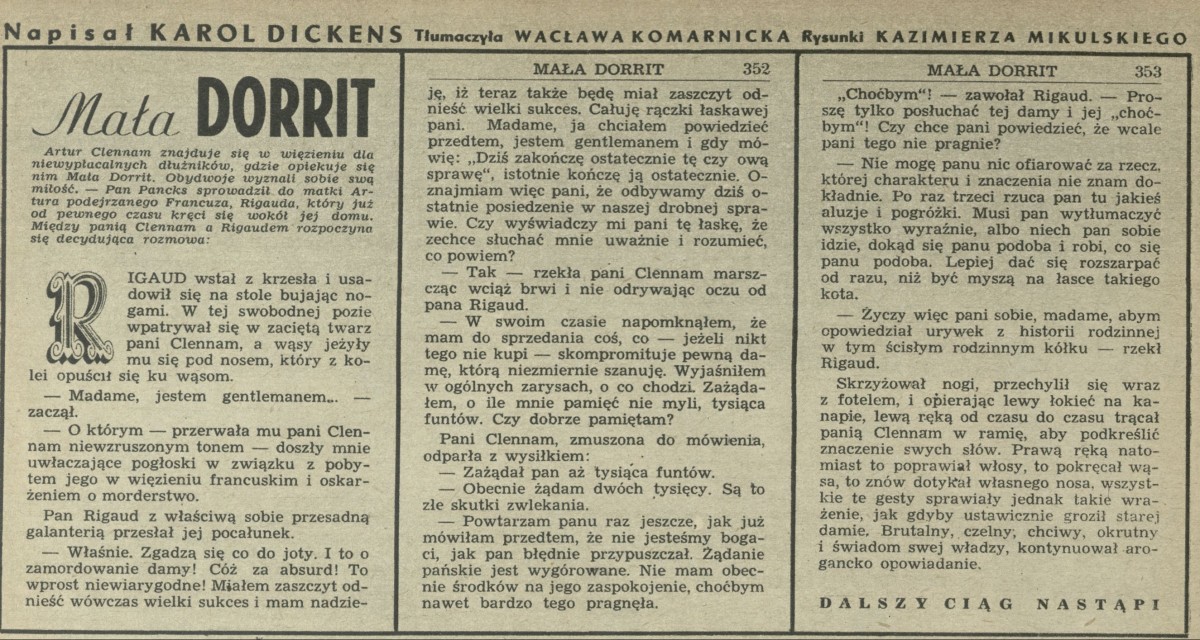 Napisał KAROL DICKENS Tłumaczyła WACŁAWA KOMARNICKA Rysunki KAZIMIERZA MIKULSKIEGO
Mała DORRIT
Artur Clennam znajduje się w więzieniu dla
niewypłacalnych dłużników, gdzie opiekuje się
nim Mała Dorrit. Obydwoje wyznali sobie swą
miłość. — Pan Pancks sprowadził do matki Ar-
tura podejrzanego Francuza, Rigauda, który już
od pewnego czasu kręci się wokół jej domu.
Między panią Clennam a Rigaudem rozpoczyna
się decydująca rozmowa:
RIGAUD wstał z krzesła i usa-
dowił się na stole bujając no-
gami. W tej swobodnej pozie
wpatrywał się w zaciętą twarz
pani Clennam, a wąsy jeżyły
mu się pod nosem, który z ko-
lei opuścił się ku wąsom.
— Madame, jestem gentlemanem... —
zaczął.
— O którym — przerwała mu pani Clen-
nam niewzruszonym tonem — doszły mnie
uwłaczające pogłoski w związku z poby-
tem jego w więzieniu francuskim i oskar-
żeniem o morderstwo.
Pan Rigaud z właściwą sobie przesadną
galanterią przesłał jej pocałunek.
— Właśnie. Zgadzą się co do joty. I to o
zamordowanie damy! Cóż za absurd! To
wprost niewiarygodne! Miałem zaszczyt od-
nieść wówczas wielki sukces i mam nadzie-
MAŁA DORRIT 352
ję, iż teraz także będę miał zaszczyt od-
nieść wielki sukces. Całuję rączki łaskawej
pani. Madame, ja chciałem powiedzieć
przedtem, jestem gentlemanem i gdy mó-
wię: „Dziś zakończę ostatecznie tę czy ową
sprawę“, istotnie kończę ją ostatecznie. O-
znajmiam więc pani, że odbywamy dziś o-
statnie posiedzenie w naszej drobnej spra-
wie. Czy wyświadczy mi pani tę łaskę, że
zechce słuchać mnie uważnie i rozumieć,
co powiem?
— Tak — rzekła pani Clennam marsz-
cząc wciąż brwi i nie odrywając oczu od
pana Rigaud.
— W swoim czasie napomknąłem, że
mam do sprzedania coś, co — jeżeli nikt
tego nie kupi — skompromituje pewną da-
mę, którą niezmiernie szanuję. Wyjaśniłem
w ogólnych zarysach, o co chodzi. Zażąda-
łem, o ile mnie pamięć nie myli, tysiąca
funtów. Czy dobrze pamiętam?
Pani Clennam, zmuszona do mówienia,
odparła z wysiłkiem:
— Zażądał pan aż tysiąca funtów.
— Obecnie żądam dwóch tysięcy. Są to
złe skutki zwlekania.
— Powtarzam panu raz jeszcze, jak już
mówiłam przedtem, że nie jesteśmy boga-
ci, jak pan błędnie przypuszczał. Żądanie
pańskie jest wygórowane. Nie mam obec-
nie środków na jego zaspokojenie, choćbym
nawet bardzo tego pragnęła.
MAŁA DORRIT 353
„Choćbym“! — zawołał Rigaud. — Pro-
szę tylko posłuchać tej damy i jej „choć-
bym“! Czy chce pani powiedzieć, że wcale
pani tego nie pragnie?
— Nie mogę panu nic ofiarować za rzecz,
której charakteru i znaczenia nie znam do-
kładnie. Po raz trzeci rzuca pan tu jakieś
aluzje i pogróżki. Musi pan wytłumaczyć
wszystko wyraźnie, albo niech pan sobie
idzie, dokąd się panu podoba i robi, co się
panu podoba. Lepiej dać się rozszarpać
od razu, niż być myszą na łasce takiego
kota.
— Życzy więc pani sobie, madame, abym
opowiedział urywek z historii rodzinnej
w tym ścisłym rodzinnym kółku — rzekł
Rigaud.
Skrzyżował nogi, przechylił się wraz
z fotelem, i opierając lewy łokieć na ka-
napie, lewą ręką od czasu do czasu trącał
panią Clennam w ramię, aby podkreślić
znaczenie swych słów. Prawą ręką nato-
miast to poprawiał włosy, to pokręcał wą-
sa, to znów dotykał własnego nosa, wszyst-
kie te gesty sprawiały jednak takie wra-
żenie, jak gdyby ustawicznie groził starej
damie. Brutalny, czelny, chciwy, okrutny
i świadom swej władzy, kontynuował aro-
gancko opowiadanie.
DALSZY CIĄG NASTĄPI